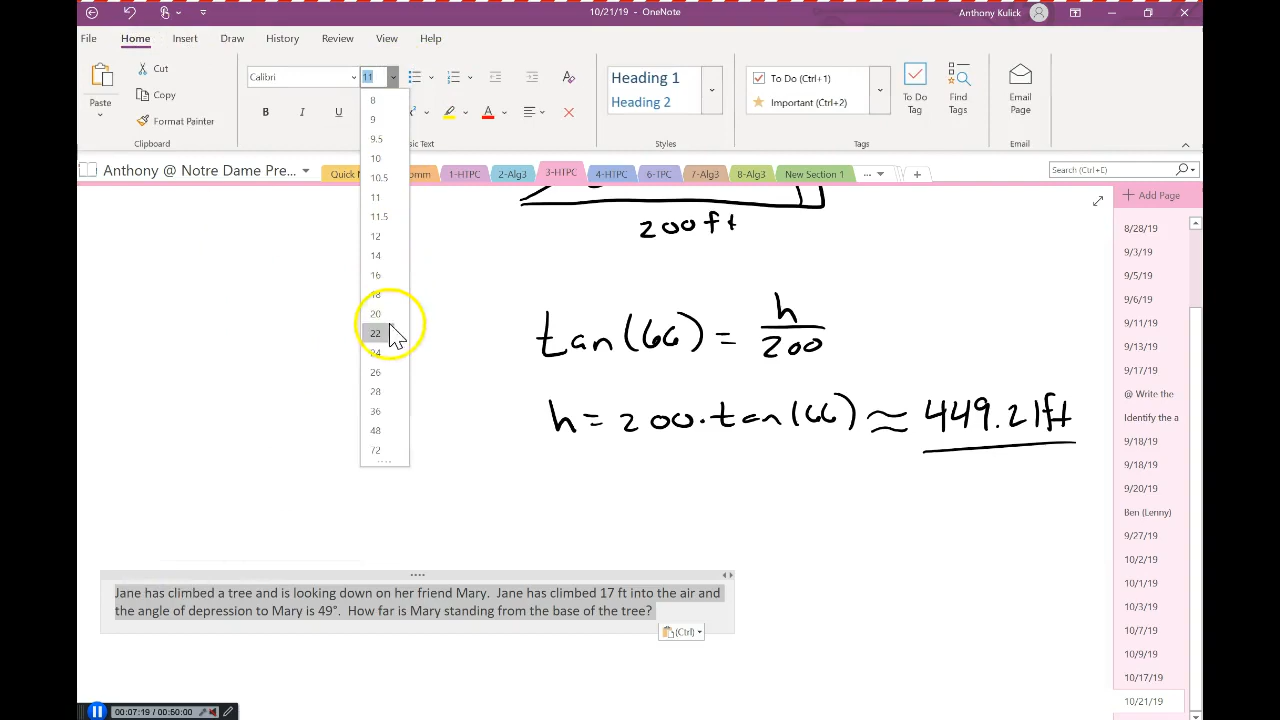 10/21/19 - OneNote
Anthony Kulick
File
Home
Insert
Draw
History
Review
View
Help
Paste
Cut
Copy
Format Painter
Clipboard
Calibri
11
B
I
U
A
Basic Text
Heading 1
Heading 2
Styles
To Do (Ctrl+1)
Important (Ctrl+2)
To Do
Tag
Find
Tags
Tags
Email
Page
Email
8
9
9.5
10
10.5
11
11.5
12
14
16
18
20
22
24
26
28
36
48
72
Anthony @ Notre Dame Pre...
Quick
omm
1-HTPC
2-Alg3
3-HTPC
4-HTPC
6-TPC
7-Alg3
8-Alg3
New Section 1
...
Search (Ctrl+E)
Add Page
8/28/19
9/3/19
9/5/19
9/6/19
9/11/19
9/13/19
9/17/19
@ Write the
Identify the a
9/18/19
9/18/19
9/20/19
Ben (Lenny)
9/27/19
10/2/19
10/1/19
10/3/19
10/7/19
10/9/19
10/17/19
10/21/19
200 ft
tan(66) = h/200
h = 200 · tan(66) ≈ 449.21 ft
Jane has climbed a tree and is looking down on her friend Mary. Jane has climbed 17 ft into the air and
the angle of depression to Mary is 49°. How far is Mary standing from the base of the tree?
(Ctrl)
00:07:19 / 00:60:00